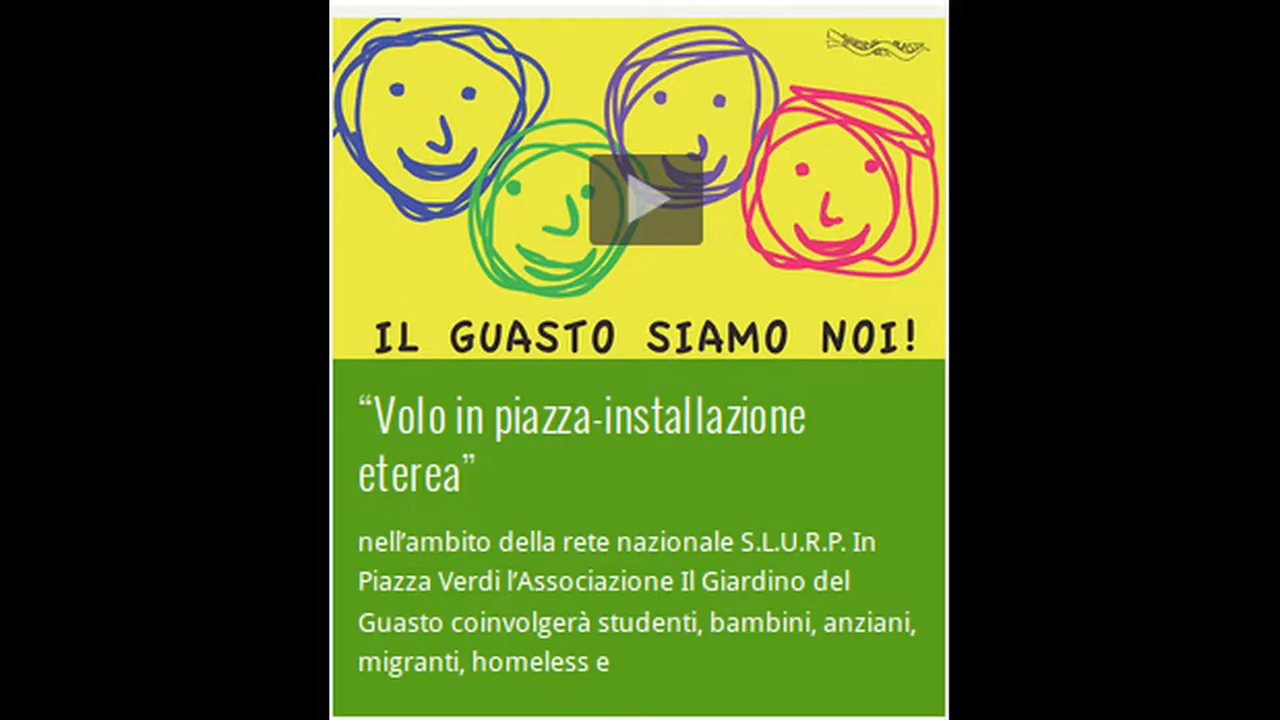 IL GUASTO SIAMO NOI!
“Volo in piazza-installazione
eterea”
nell’ambito della rete nazionale S.L.U.R.P. In
Piazza Verdi l’Associazione Il Giardino del
Guasto coinvolgerà studenti, bambini, anziani,
migranti, homeless e